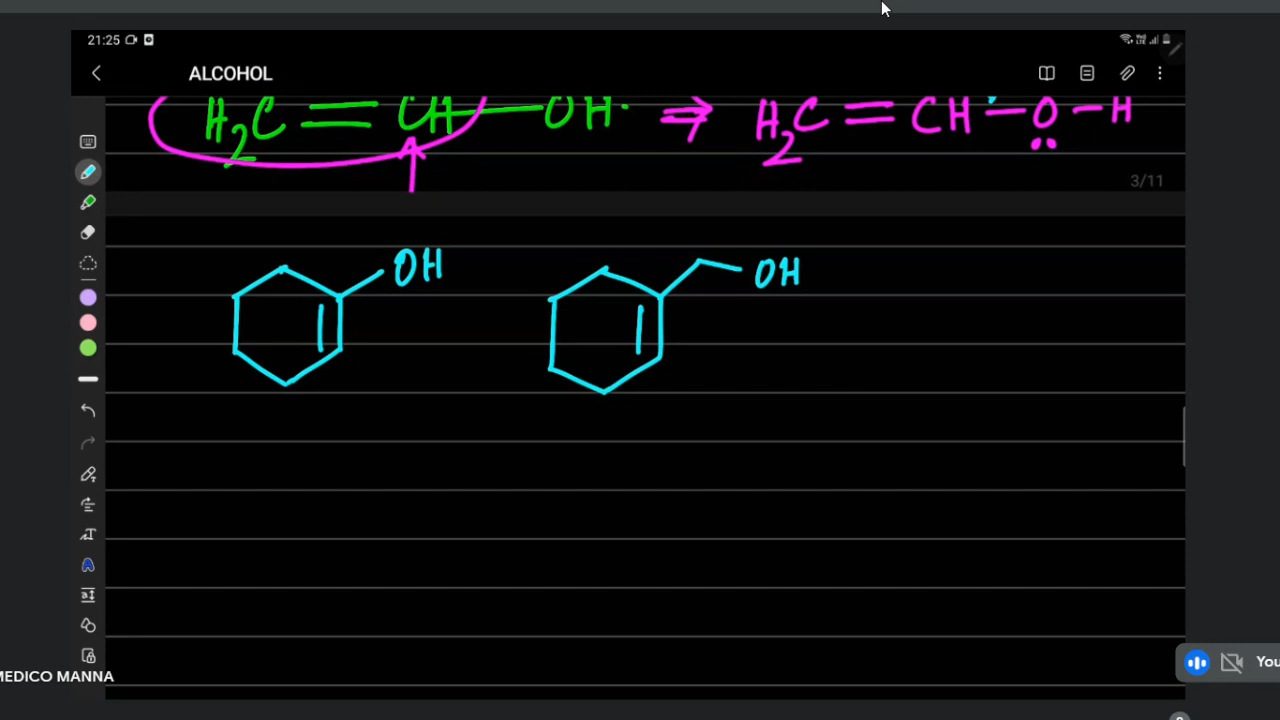 21:25
ALCOHOL
H₂C = CH — OH. ⇒ H₂C = CH — O — H
3/11
OH OH
MEDICO MANNA
You